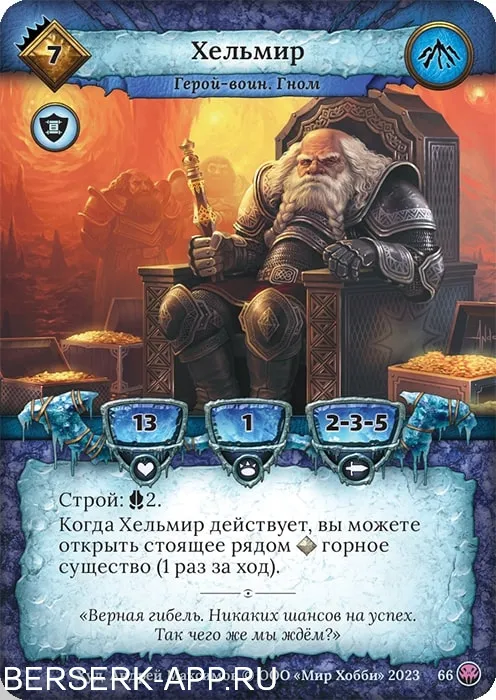 7
Хельмир
Герой-воин. Гном
13
1
2-3-5
Строй: 2.
Когда Хельмир действует, вы можете
открыть стоящее рядом горное
существо (1 раз за ход).
«Верная гибель. Никаких шансов на успех.
Так чего же мы ждём?»
© ООО «Мир Хобби» 2023 66
BERSERK-APP.RU